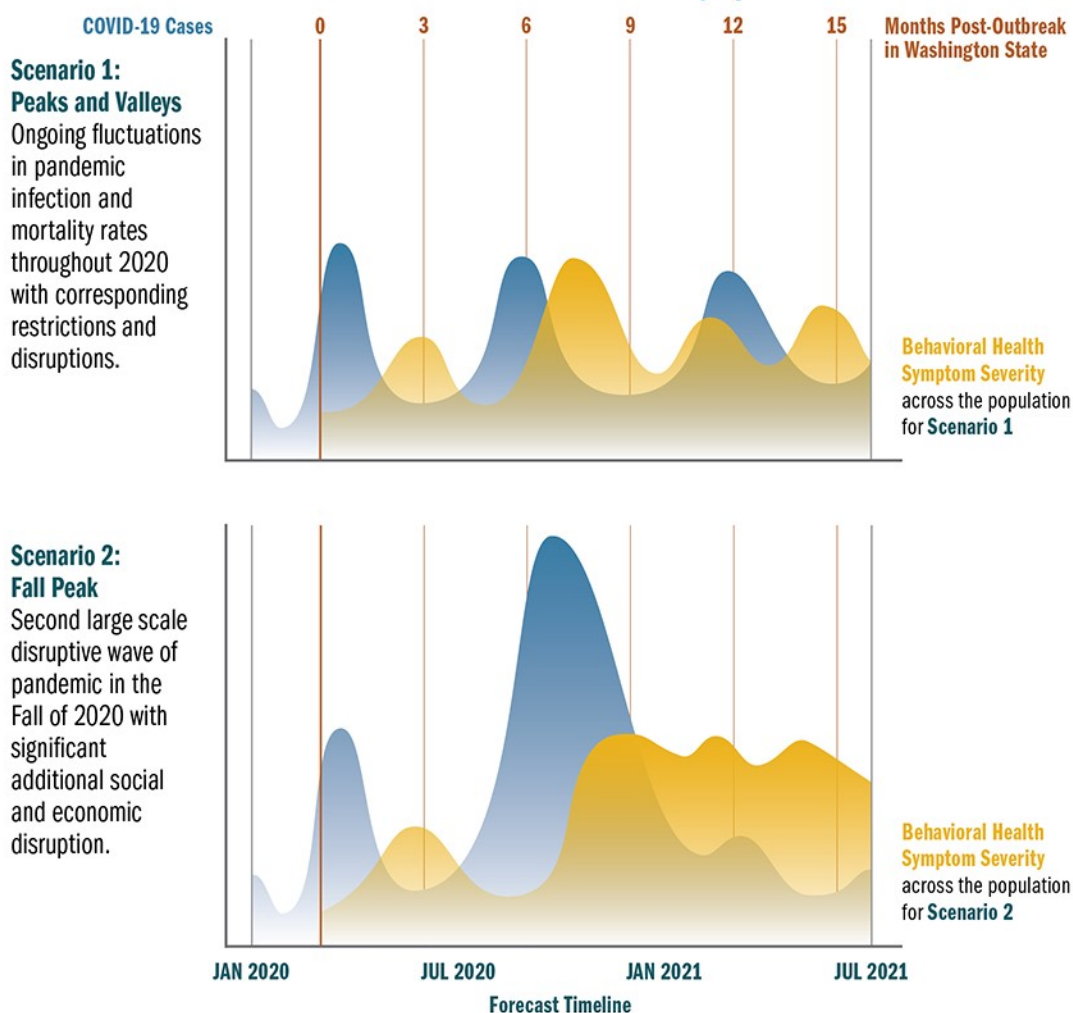 COVID-19 Cases
0 3 6 9 12 15
Months Post-Outbreak
in Washington State
Scenario 1:
Peaks and Valleys
Ongoing fluctuations
in pandemic
infection and
mortality rates
throughout 2020
with corresponding
restrictions and
disruptions.
Behavioral Health
Symptom Severity
across the population
for Scenario 1
Scenario 2:
Fall Peak
Second large scale
disruptive wave of
pandemic in the
Fall of 2020 with
significant
additional social
and economic
disruption.
Behavioral Health
Symptom Severity
across the population
for Scenario 2
JAN 2020 JUL 2020 JAN 2021 JUL 2021
Forecast Timeline